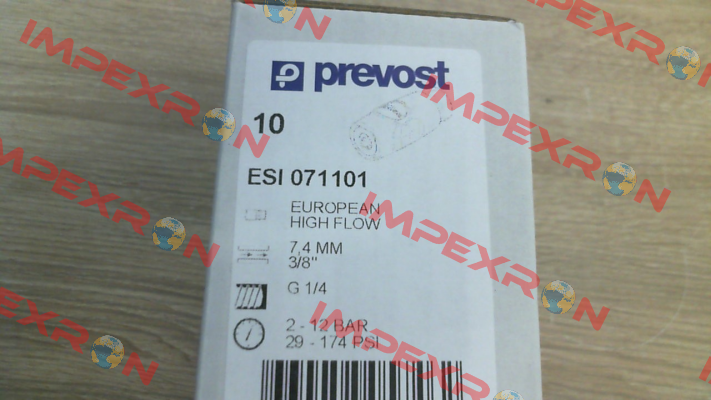 prevost
10
ESI 071101
EUROPEAN
HIGH FLOW
7,4 MM
3/8"
G 1/4
2 - 12 BAR
29 - 174 PSI
IMPEXRON
IMPEXRON
IMPEXRON
IMPEXRON
IMPEXRON
IMPEXRON